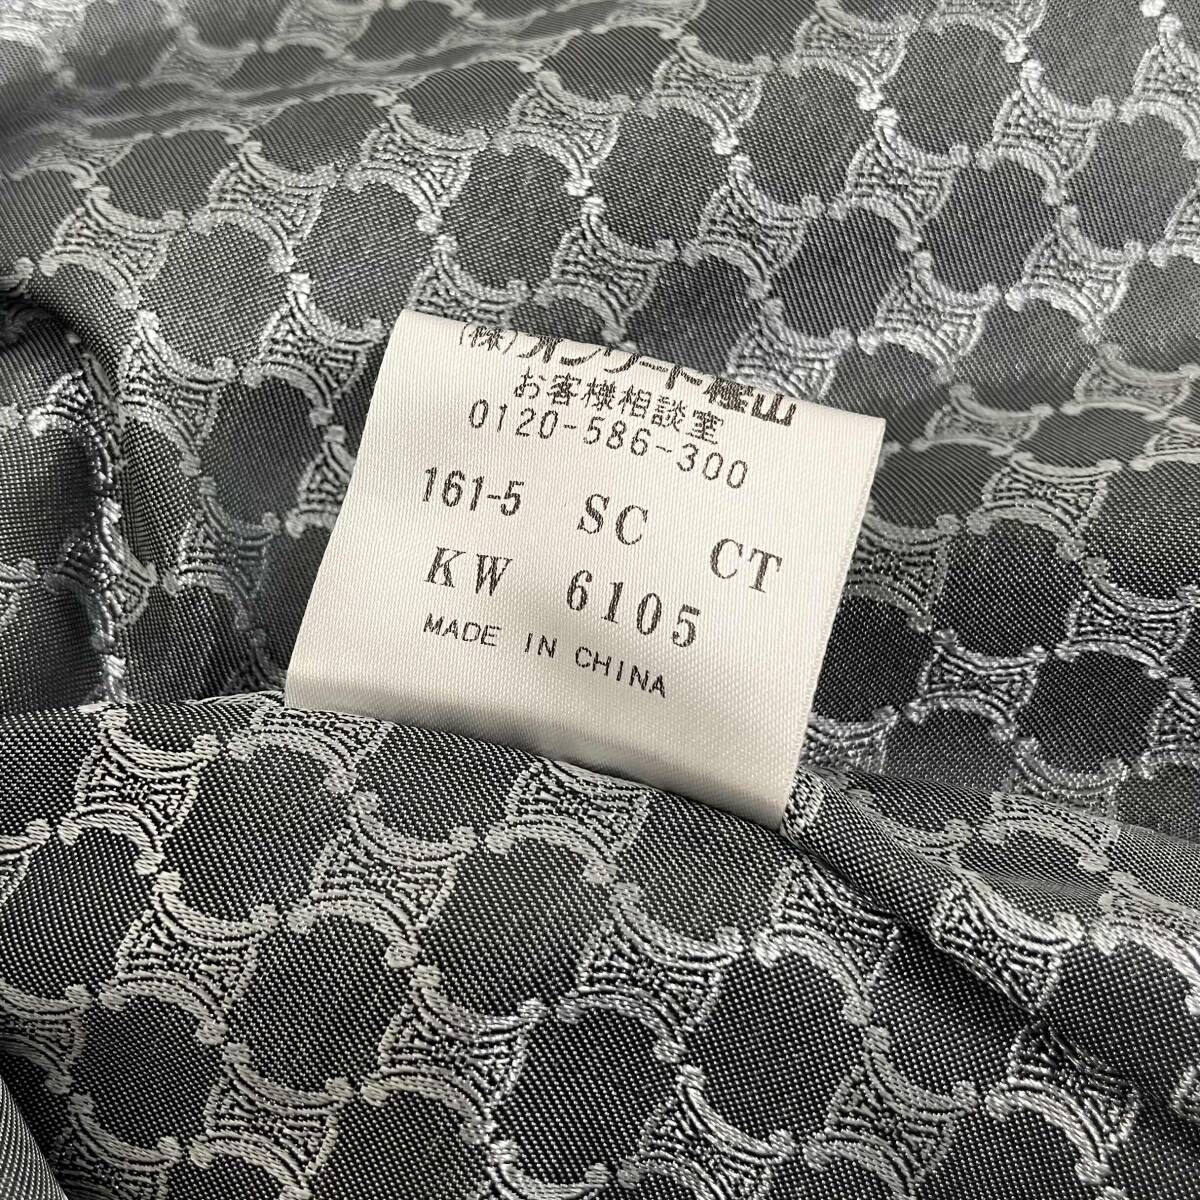 (株)オンワード樫山
お客様相談室
0120-586-300
161-5 SC CT
KW 6105
MADE IN CHINA